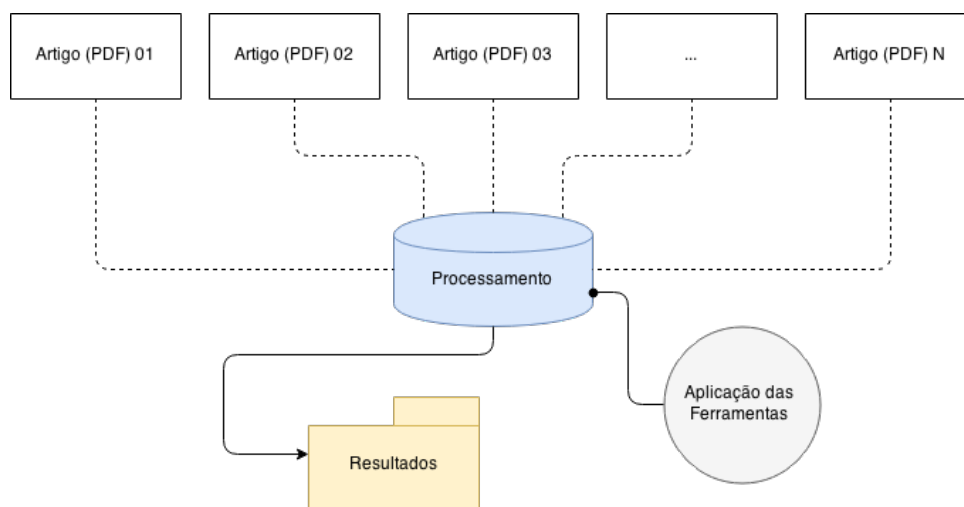 Artigo (PDF) 01
Artigo (PDF) 02
Artigo (PDF) 03
...
Artigo (PDF) N
Processamento
Aplicação das
Ferramentas
Resultados